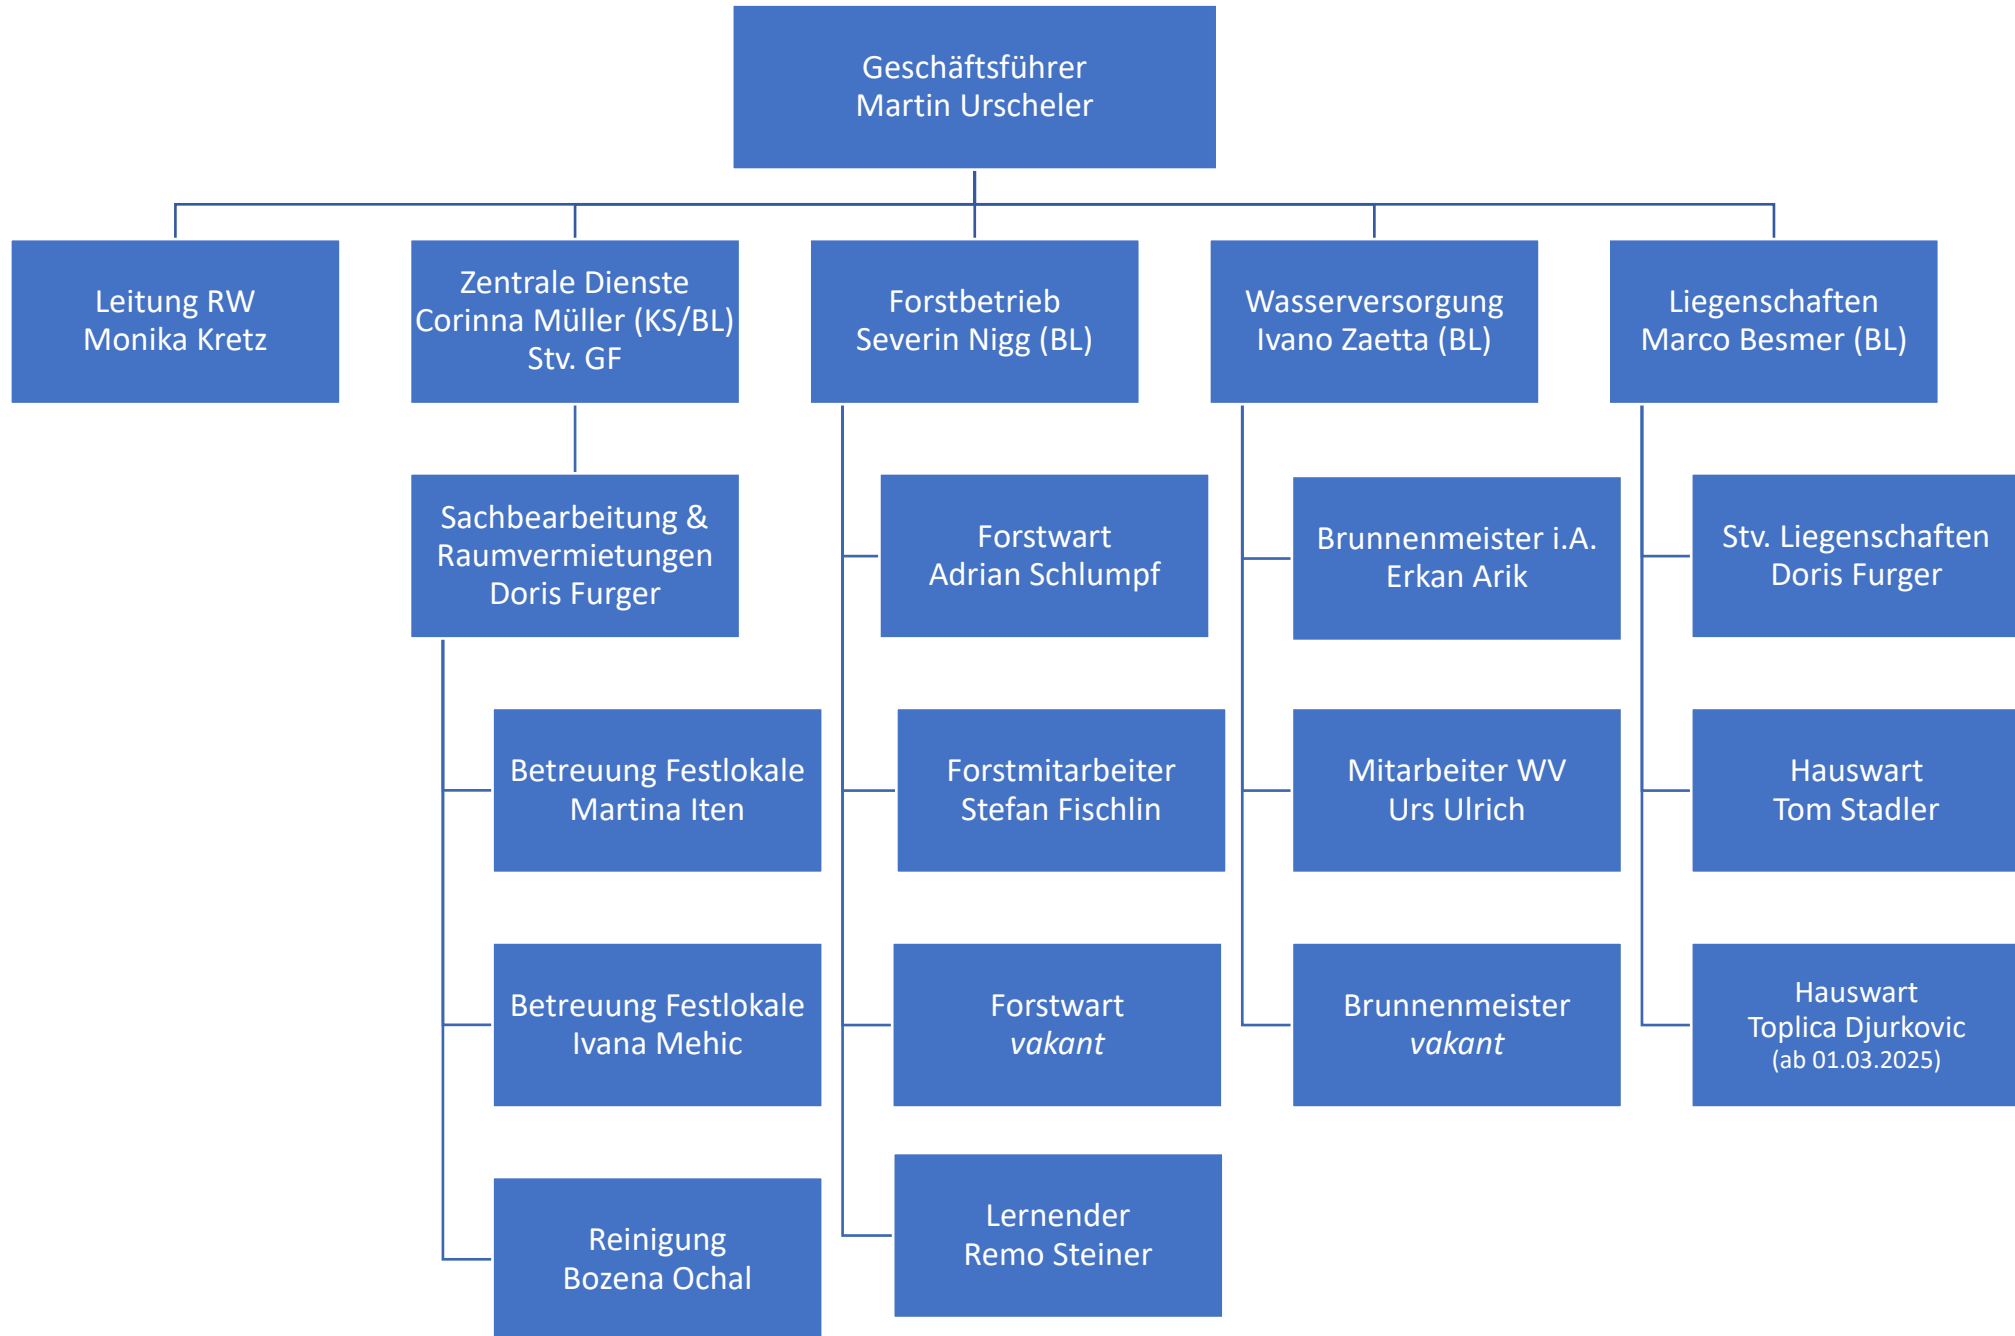 Geschäftsführer
Martin Urscheler
Leitung RW
Monika Kretz
Zentrale Dienste
Corinna Müller (KS/BL)
Stv. GF
Forstbetrieb
Severin Nigg (BL)
Wasserversorgung
Ivano Zaetta (BL)
Liegenschaften
Marco Besmer (BL)
Sachbearbeitung &
Raumvermietungen
Doris Furger
Forstwart
Adrian Schlumpf
Brunnenmeister i.A.
Erkan Arik
Stv. Liegenschaften
Doris Furger
Betreuung Festlokale
Martina Iten
Forstmitarbeiter
Stefan Fischlin
Mitarbeiter WV
Urs Ulrich
Hauswart
Tom Stadler
Betreuung Festlokale
Ivana Mehic
Forstwart
vakant
Brunnenmeister
vakant
Hauswart
Toplica Djurkovic
(ab 01.03.2025)
Reinigung
Bozena Ochal
Lernender
Remo Steiner